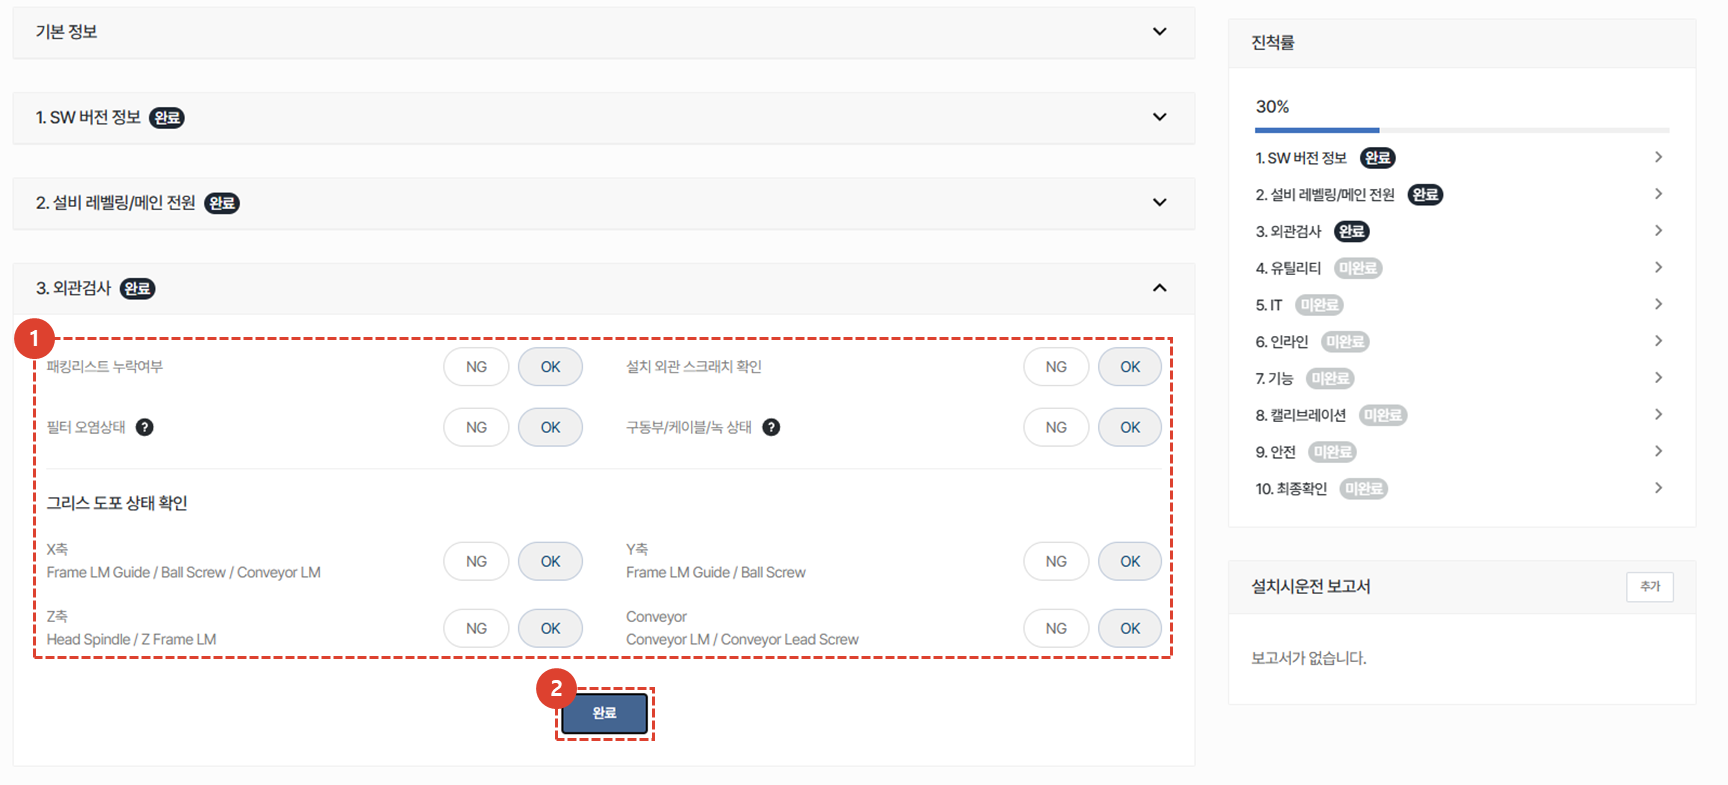 기본 정보
1. SW 버전 정보 완료
2. 설비 레벨링/메인 전원 완료
3. 외관검사 완료
1
패킹리스트 누락여부 NG OK 설치 외관 스크래치 확인 NG OK
필터 오염상태 ? NG OK 구동부/케이블/녹 상태 ? NG OK
그리스 도포 상태 확인
X축
Frame LM Guide / Ball Screw / Conveyor LM NG OK
Y축
Frame LM Guide / Ball Screw NG OK
Z축
Head Spindle / Z Frame LM NG OK
Conveyor
Conveyor LM / Conveyor Lead Screw NG OK
2
완료
진척률
30%
1. SW 버전 정보 완료
2. 설비 레벨링/메인 전원 완료
3. 외관검사 완료
4. 유틸리티 미완료
5. IT 미완료
6. 인라인 미완료
7. 기능 미완료
8. 캘리브레이션 미완료
9. 안전 미완료
10. 최종확인 미완료
설치시운전 보고서 추가
보고서가 없습니다.